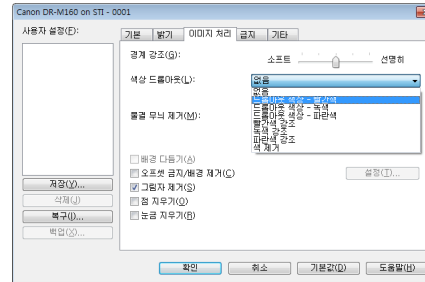 Canon DR-M160 on STI - 0001
사용자 설정(F):
기본 밝기 이미지 처리 급지 기타
경계 강조(G):
소프트 선명히
색상 드롭아웃(L):
없음
없음
드롭아웃 색상 - 빨간색
드롭아웃 색상 - 녹색
드롭아웃 색상 - 파란색
빨간색 강조
녹색 강조
파란색 강조
색 제거
물결 무늬 제거(M):
배경 다듬기(A)
오프셋 금지/배경 제거(C)
설정(T)...
그림자 제거(S)
점 지우기(O)
눈금 지우기(R)
저장(Y)...
삭제(J)
복구(I)...
백업(X)...
확인 취소 기본값(D) 도움말(H)